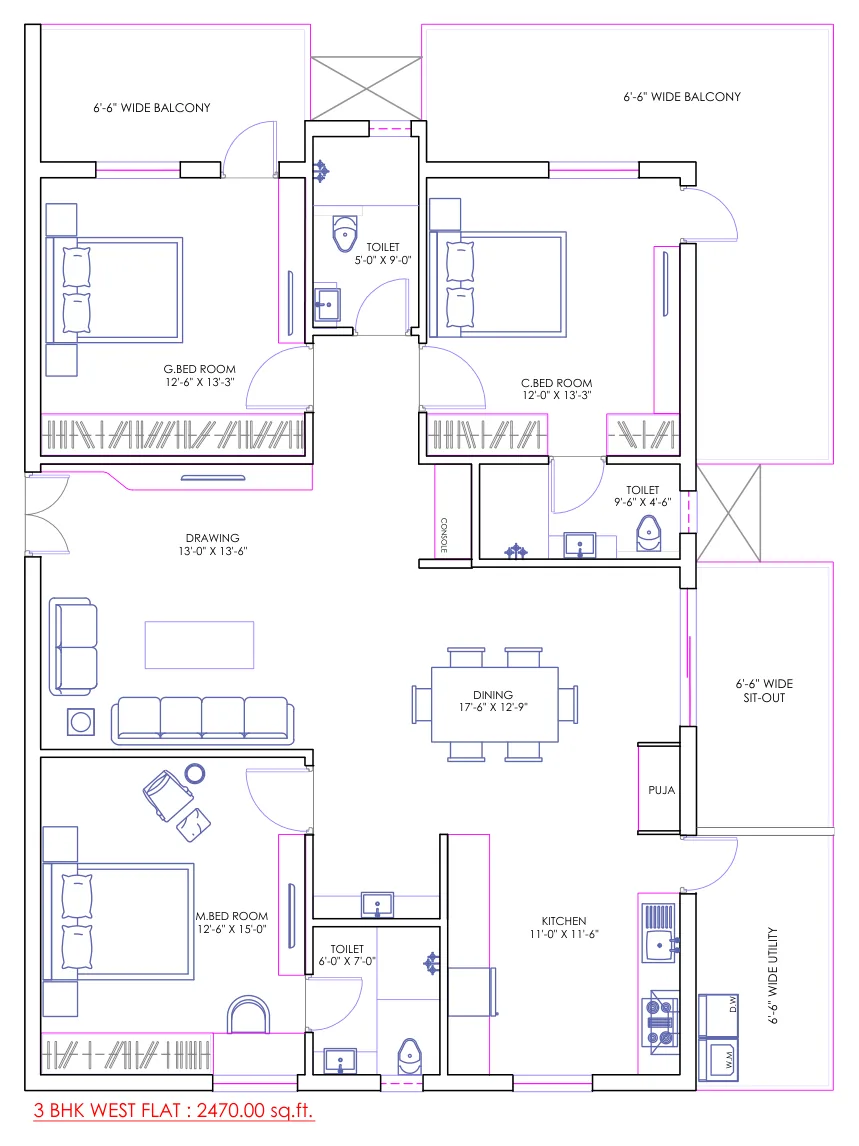 6'-6" WIDE BALCONY
6'-6" WIDE BALCONY
TOILET
5'-0" X 9'-0"
G.BED ROOM
12'-6" X 13'-3"
C.BED ROOM
12'-0" X 13'-3"
TOILET
9'-6" X 4'-6"
CONSOLE
DRAWING
13'-0" X 13'-6"
6'-6" WIDE
SIT-OUT
DINING
17'-6" X 12'-9"
PUJA
M.BED ROOM
12'-6" X 15'-0"
KITCHEN
11'-0" X 11'-6"
TOILET
6'-0" X 7'-0"
6'-6" WIDE UTILITY
D.W
W.M
3 BHK WEST FLAT : 2470.00 sq.ft.